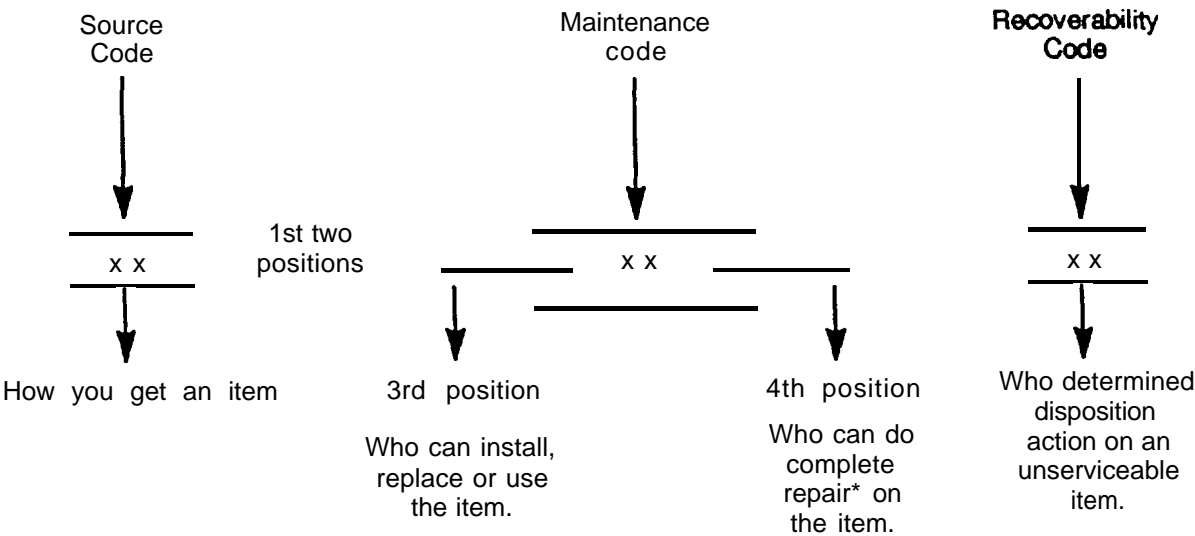 Source
Code
Maintenance
code
Recoverability
Code
x x
1st two
positions
x x
x x
How you get an item
3rd position
Who can install,
replace or use
the item.
4th position
Who can do
complete
repair* on
the item.
Who determined
disposition
action on an
unserviceable
item.